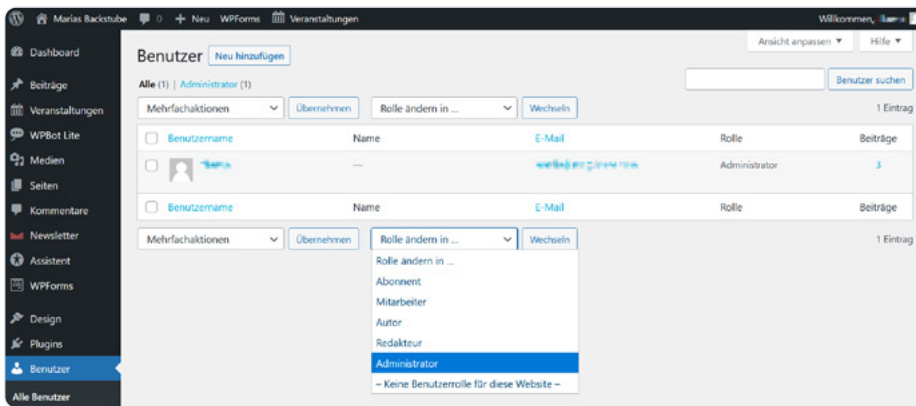 Marias Backstube 0 + Neu WPForms Veranstaltungen Willkommen,
Dashboard
Beiträge
Veranstaltungen
WPBot Lite
Medien
Seiten
Kommentare
Newsletter
Assistent
WPForms
Design
Plugins
Benutzer
Alle Benutzer
Ansicht anpassen ▼ Hilfe ▼
Benutzer Neu hinzufügen
Alle (1) | Administrator (1)
Benutzer suchen
Mehrfachaktionen Übernehmen Rolle ändern in ... Wechseln 1 Eintrag
Benutzername Name E-Mail Rolle Beiträge
— Administrator 3
Benutzername Name E-Mail Rolle Beiträge
Mehrfachaktionen Übernehmen Rolle ändern in ... Wechseln 1 Eintrag
Rolle ändern in ...
Abonnent
Mitarbeiter
Autor
Redakteur
Administrator
– Keine Benutzerrolle für diese Website –